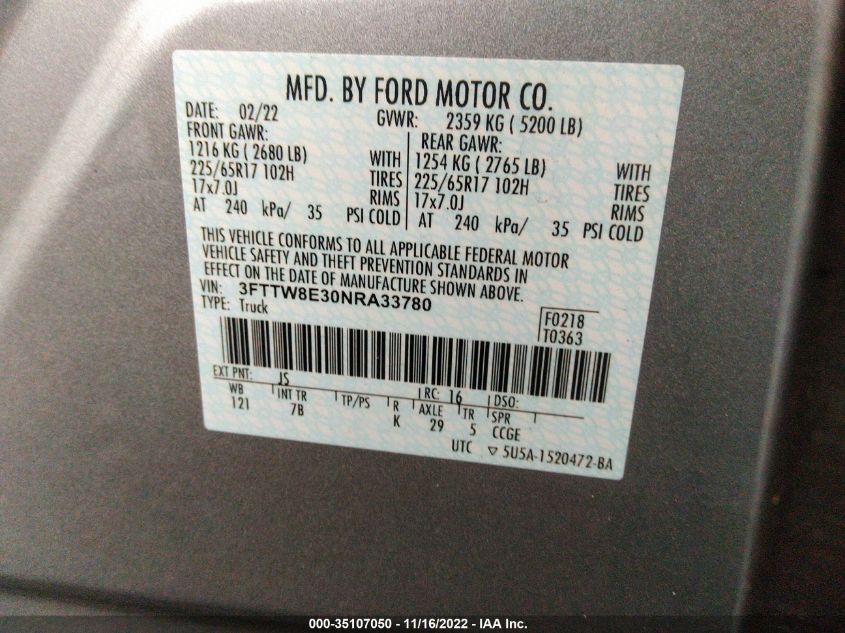 MFD. BY FORD MOTOR CO.
DATE: 02/22 GVWR: 2359 KG ( 5200 LB)
FRONT GAWR: REAR GAWR:
1216 KG ( 2680 LB) WITH 1254 KG ( 2765 LB) WITH
225/65R17 102H TIRES 225/65R17 102H TIRES
17x7.0J RIMS 17x7.0J RIMS
AT 240 kPa/ 35 PSI COLD AT 240 kPa/ 35 PSI COLD
THIS VEHICLE CONFORMS TO ALL APPLICABLE FEDERAL MOTOR
VEHICLE SAFETY AND THEFT PREVENTION STANDARDS IN
EFFECT ON THE DATE OF MANUFACTURE SHOWN ABOVE.
VIN: 3FTTW8E30NRA33780
TYPE: Truck
F0218
T0363
EXT PNT: JS RC: 16 DSO:
WB INT TR TP/PS R AXLE TR SPR
121 7B K 29 5 CCGE
UTC ▽ 5U5A-1520472-BA
000-35107050 - 11/16/2022 - IAA Inc.